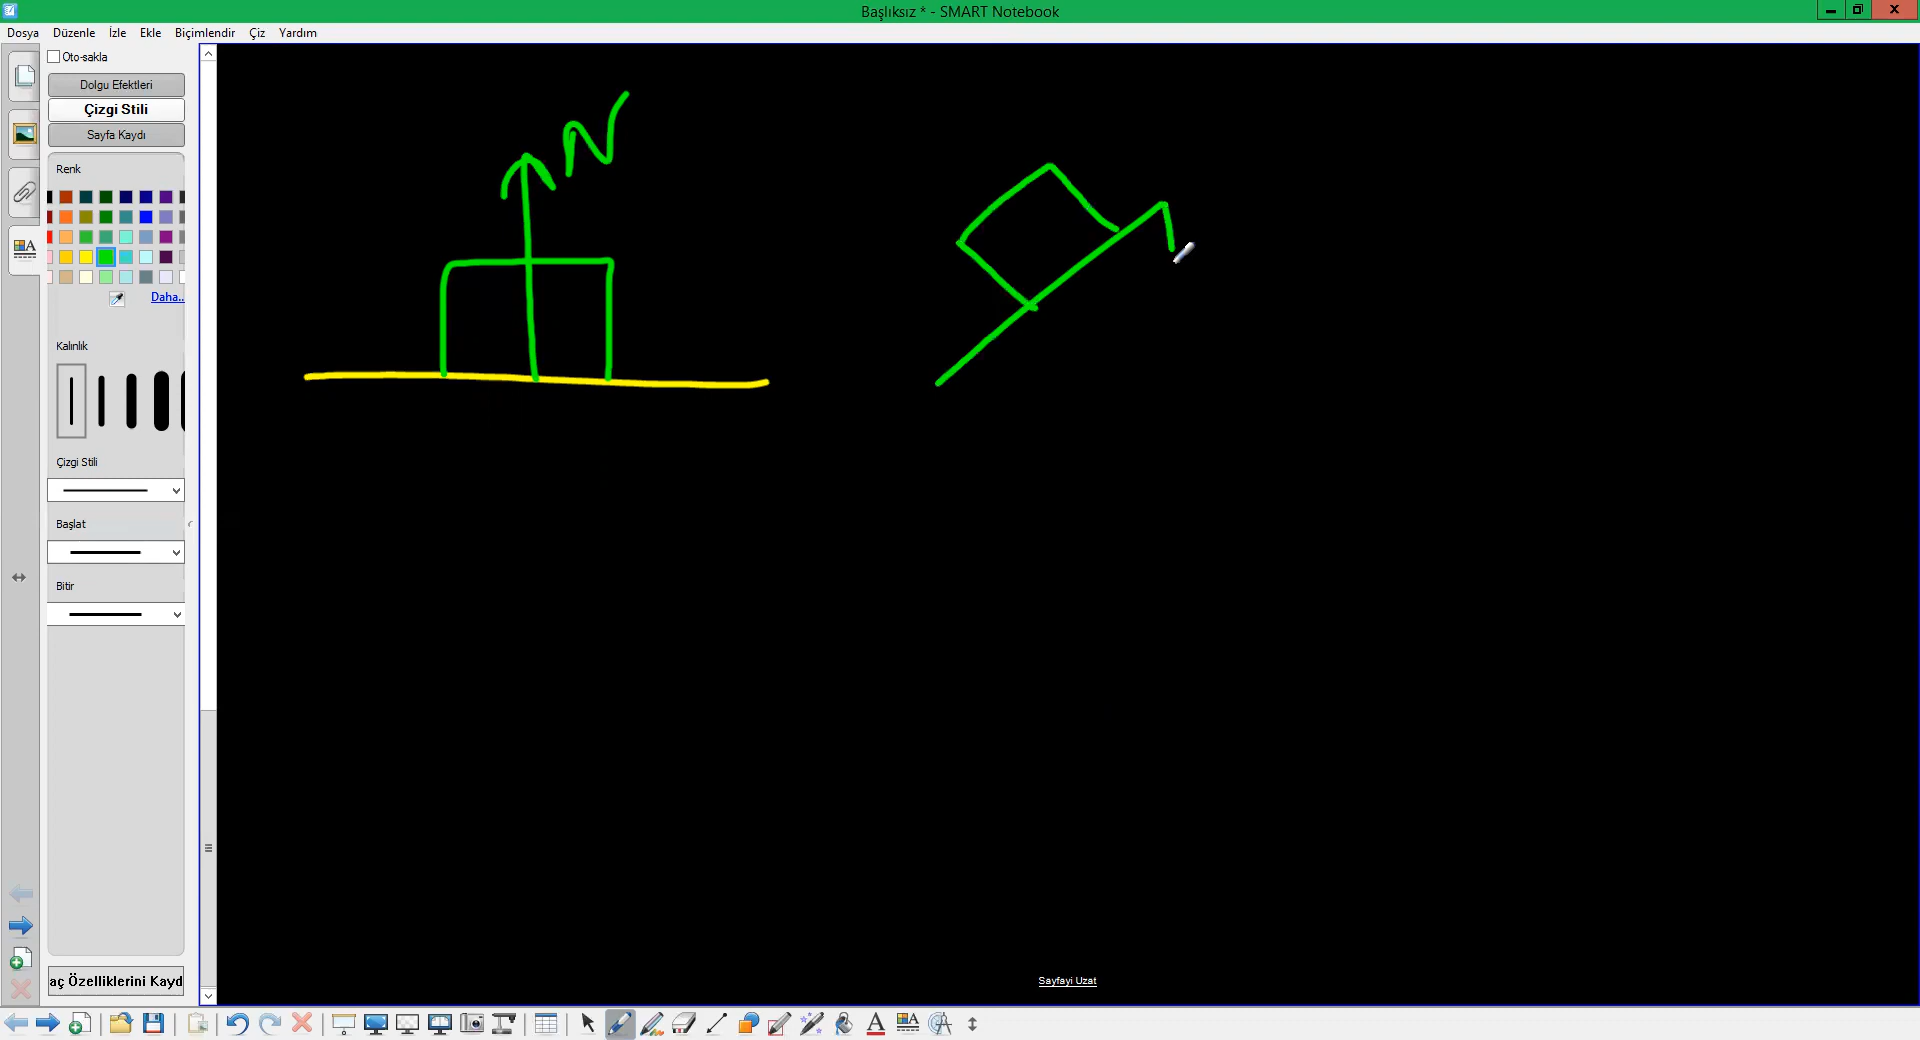 Başlıksız * - SMART Notebook
Dosya Düzenle İzle Ekle Biçimlendir Çiz Yardım
Oto-sakla
Dolgu Efektleri
Çizgi Stili
Sayfa Kaydı
Renk
Daha..
Kalınlık
Çizgi Stili
Başlat
Bitir
aç Özelliklerini Kayd
N
Sayfayi Uzat